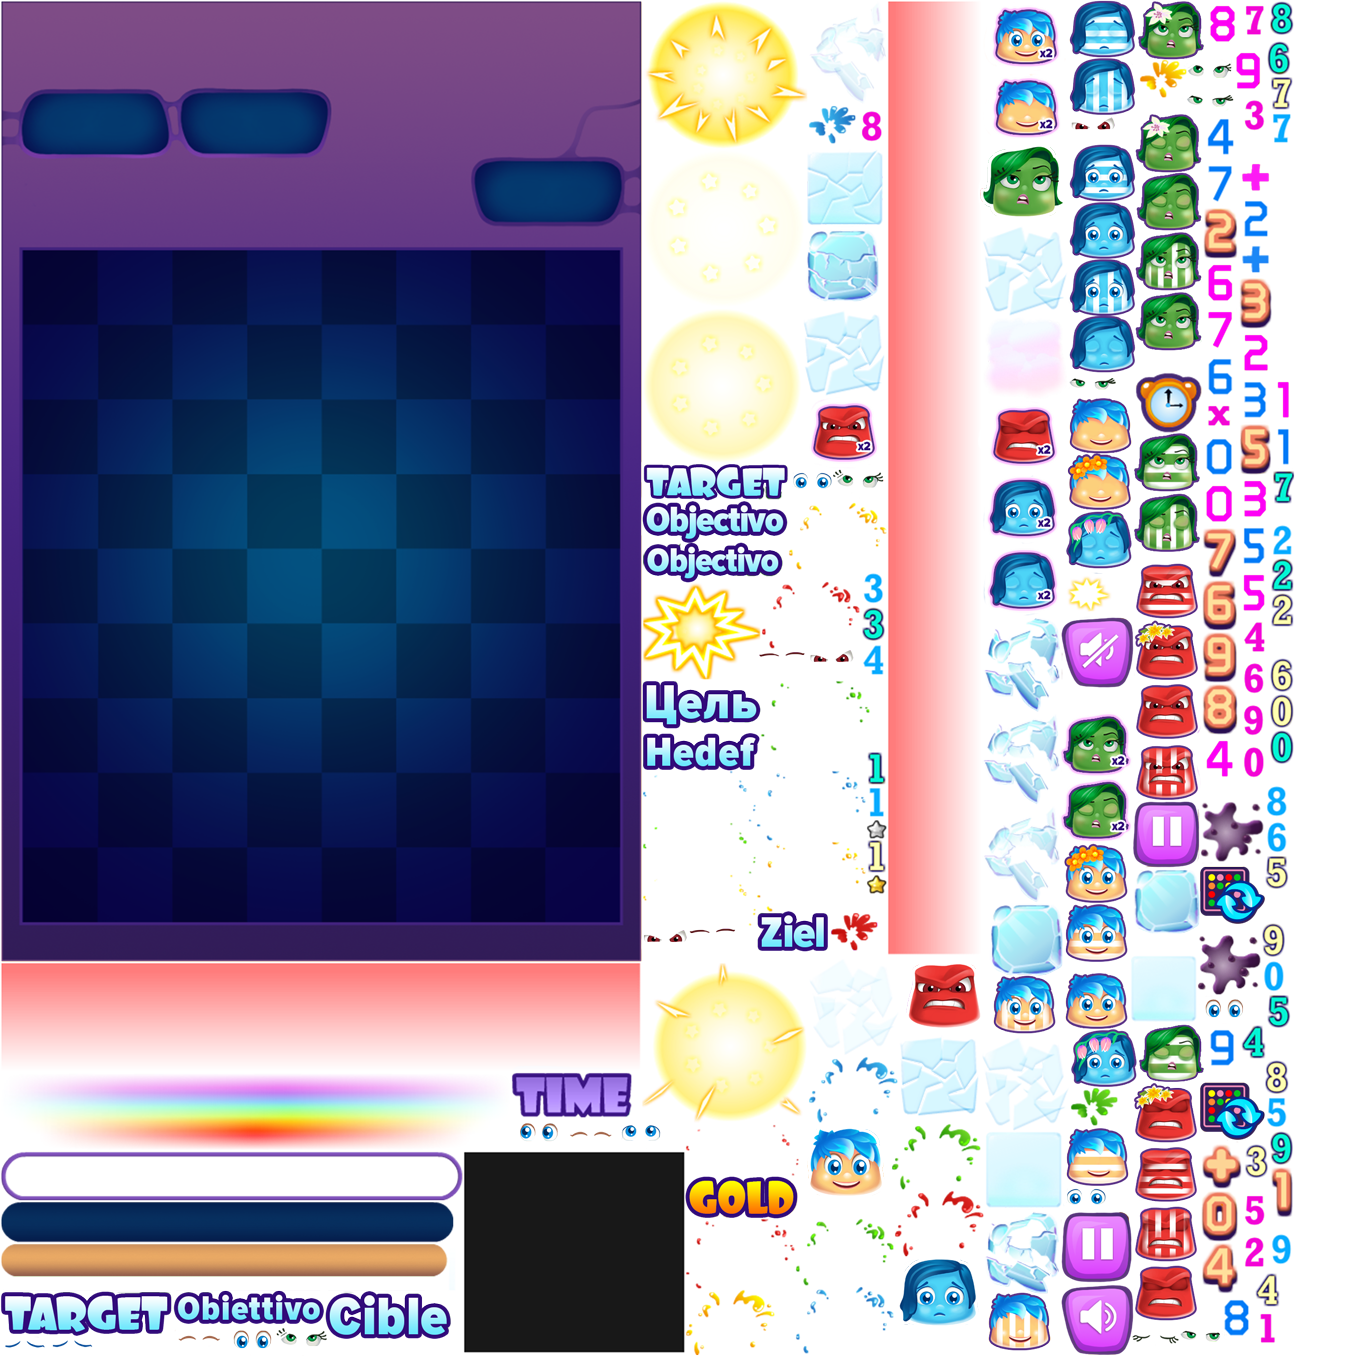 TARGET
Objectivo
Objectivo
Цель
Hedef
Ziel
TIME
GOLD
TARGET Obiettivo Cible
x2
x2
x2
x2
x2
x2
x2
x2
8
3
3
4
1
1
1
8 7 8
9 6
3 7
4 7
7 +
2 2
6 +
7 3
6 2
x 3 1
0 5 1
0 3 7
7 5 2
6 5 2
9 4 2
8 6 6
4 9 0
0 0
8
6
5
9
0
5
9 4
8
5
+ 3 9
0 5 1
4 2 9
8 1 4